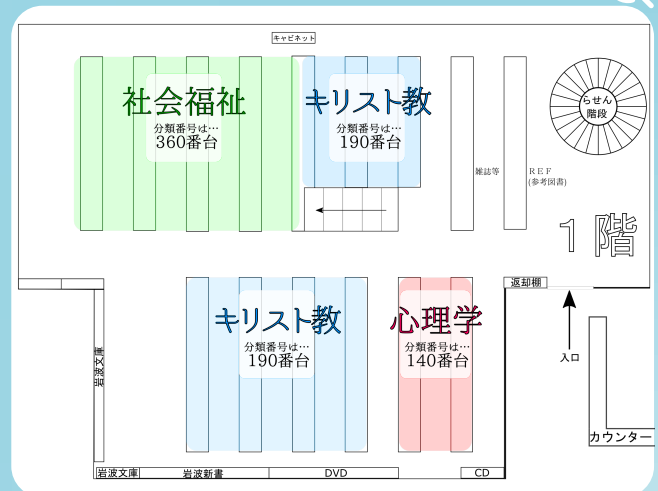 キャビネット
社会福祉
分類番号は…
360番台
キリスト教
分類番号は…
190番台
らせん
階段
雑誌等
ＲＥＦ
(参考図書)
１階
キリスト教
分類番号は…
190番台
心理学
分類番号は…
140番台
返却棚
入口
岩波文庫
カウンター
岩波文庫
岩波新書
DVD
CD